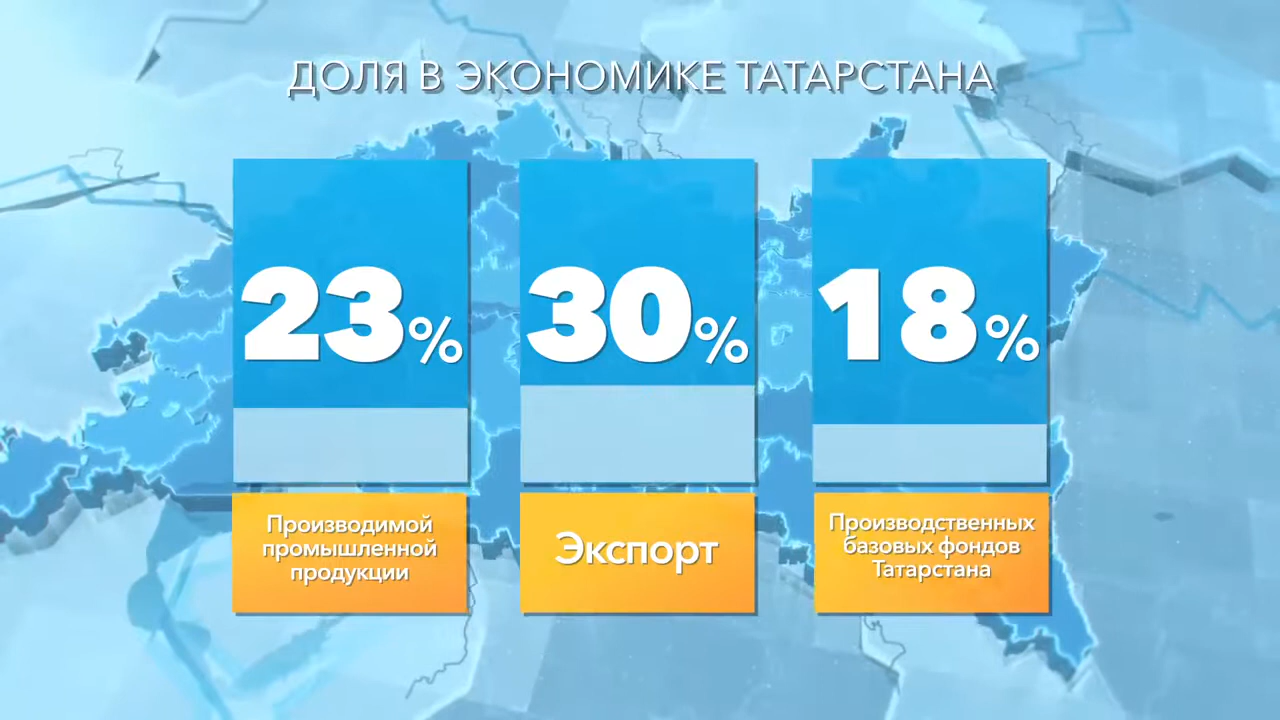 ДОЛЯ В ЭКОНОМИКЕ ТАТАРСТАНА
23%
30%
18%
Производимой
промышленной
продукции
Экспорт
Производственных
базовых фондов
Татарстана